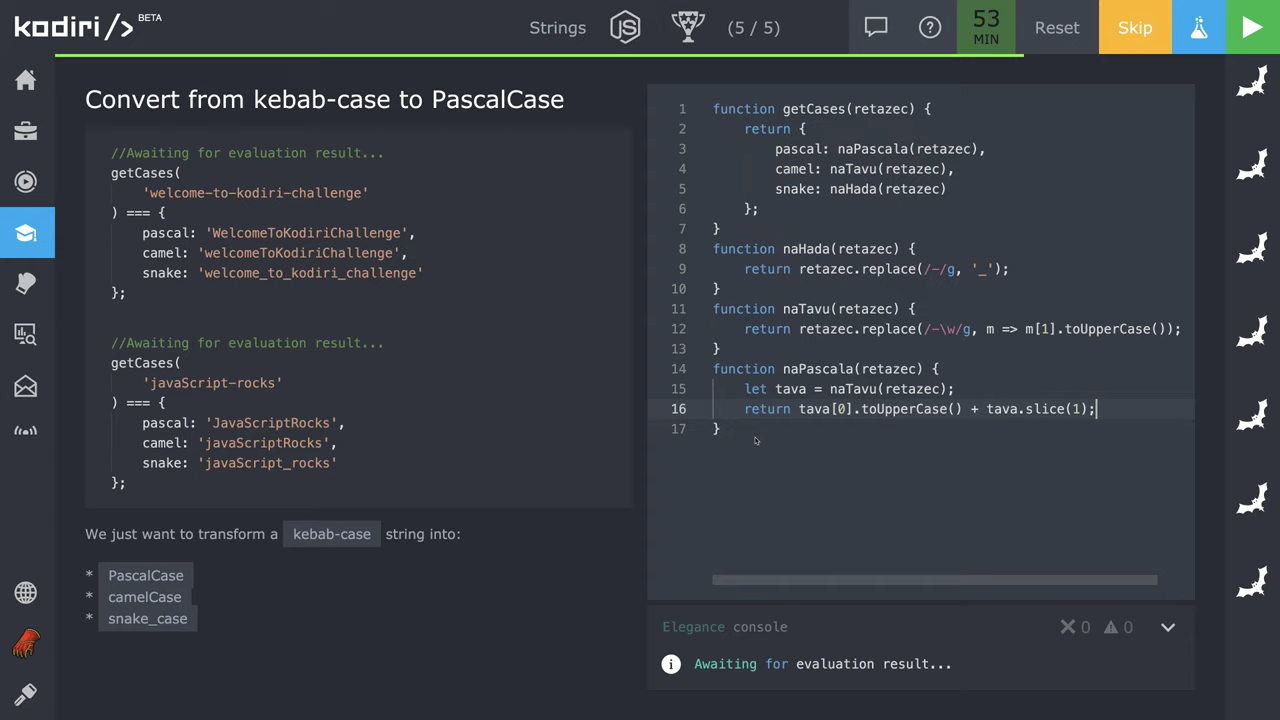 kodiri/> BETA
Strings
JS
(5 / 5)
53
MIN
Reset
Skip
Convert from kebab-case to PascalCase
//Awaiting for evaluation result...
getCases(
'welcome-to-kodiri-challenge'
) === {
pascal: 'WelcomeToKodiriChallenge',
camel: 'welcomeToKodiriChallenge',
snake: 'welcome_to_kodiri_challenge'
};
//Awaiting for evaluation result...
getCases(
'javaScript-rocks'
) === {
pascal: 'JavaScriptRocks',
camel: 'javaScriptRocks',
snake: 'javaScript_rocks'
};
We just want to transform a kebab-case string into:
* PascalCase
* camelCase
* snake_case
1 function getCases(retazec) {
2 return {
3 pascal: naPascala(retazec),
4 camel: naTavu(retazec),
5 snake: naHada(retazec)
6 };
7 }
8 function naHada(retazec) {
9 return retazec.replace(/-/g, '_');
10 }
11 function naTavu(retazec) {
12 return retazec.replace(/-\w/g, m => m[1].toUpperCase());
13 }
14 function naPascala(retazec) {
15 let tava = naTavu(retazec);
16 return tava[0].toUpperCase() + tava.slice(1);
17 }
Elegance console
0 0
Awaiting for evaluation result...